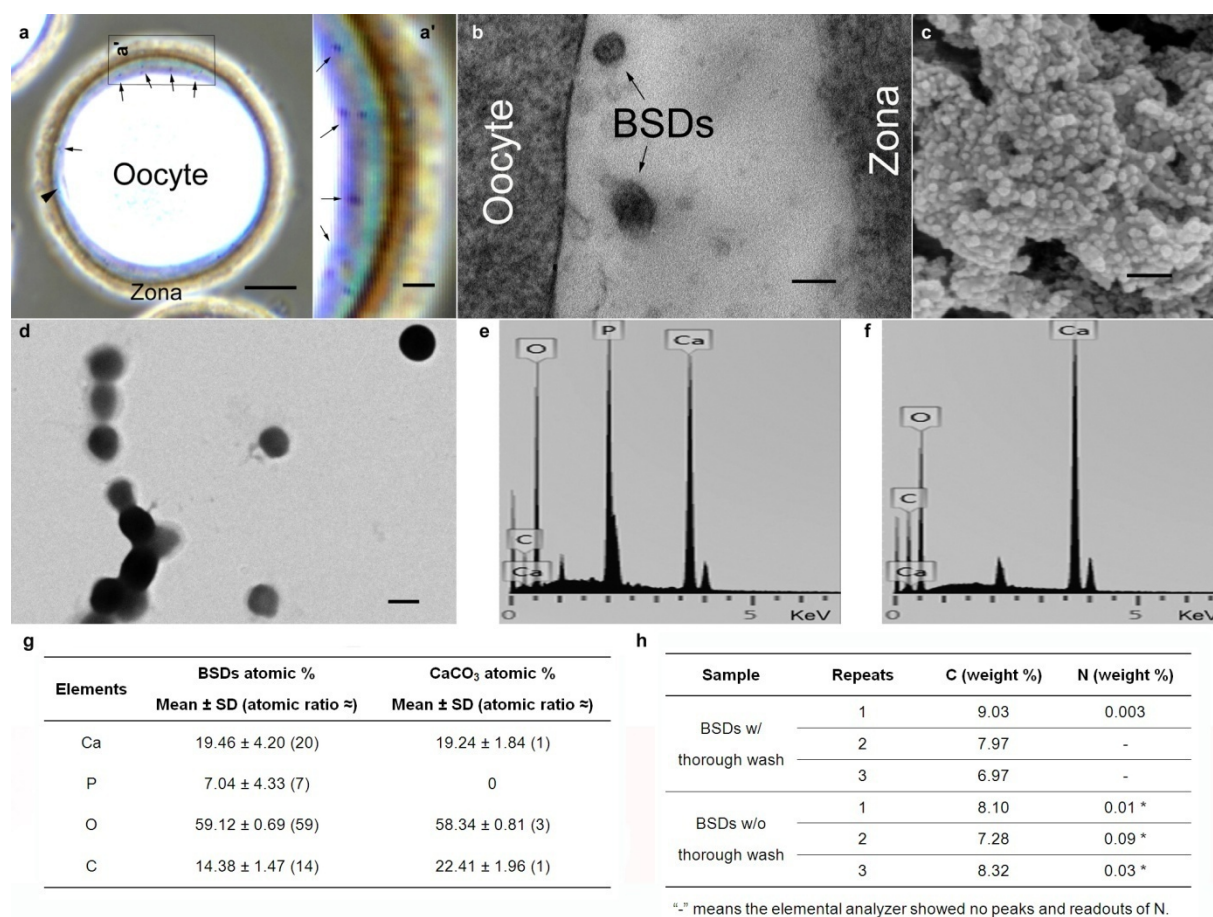 a
a'
Oocyte
Zona
a'
b
Oocyte
BSDs
Zona
c
d
e
O
P
Ca
C
Ca
0
5
KeV
f
Ca
O
C
Ca
0
5
KeV
g
Elements
BSDs atomic %
Mean ± SD (atomic ratio ≈)
CaCO₃ atomic %
Mean ± SD (atomic ratio ≈)
Ca 19.46 ± 4.20 (20) 19.24 ± 1.84 (1)
P 7.04 ± 4.33 (7) 0
O 59.12 ± 0.69 (59) 58.34 ± 0.81 (3)
C 14.38 ± 1.47 (14) 22.41 ± 1.96 (1)
h
Sample Repeats C (weight %) N (weight %)
BSDs w/
thorough wash
1 9.03 0.003
2 7.97 -
3 6.97 -
BSDs w/o
thorough wash
1 8.10 0.01 *
2 7.28 0.09 *
3 8.32 0.03 *
“-” means the elemental analyzer showed no peaks and readouts of N.